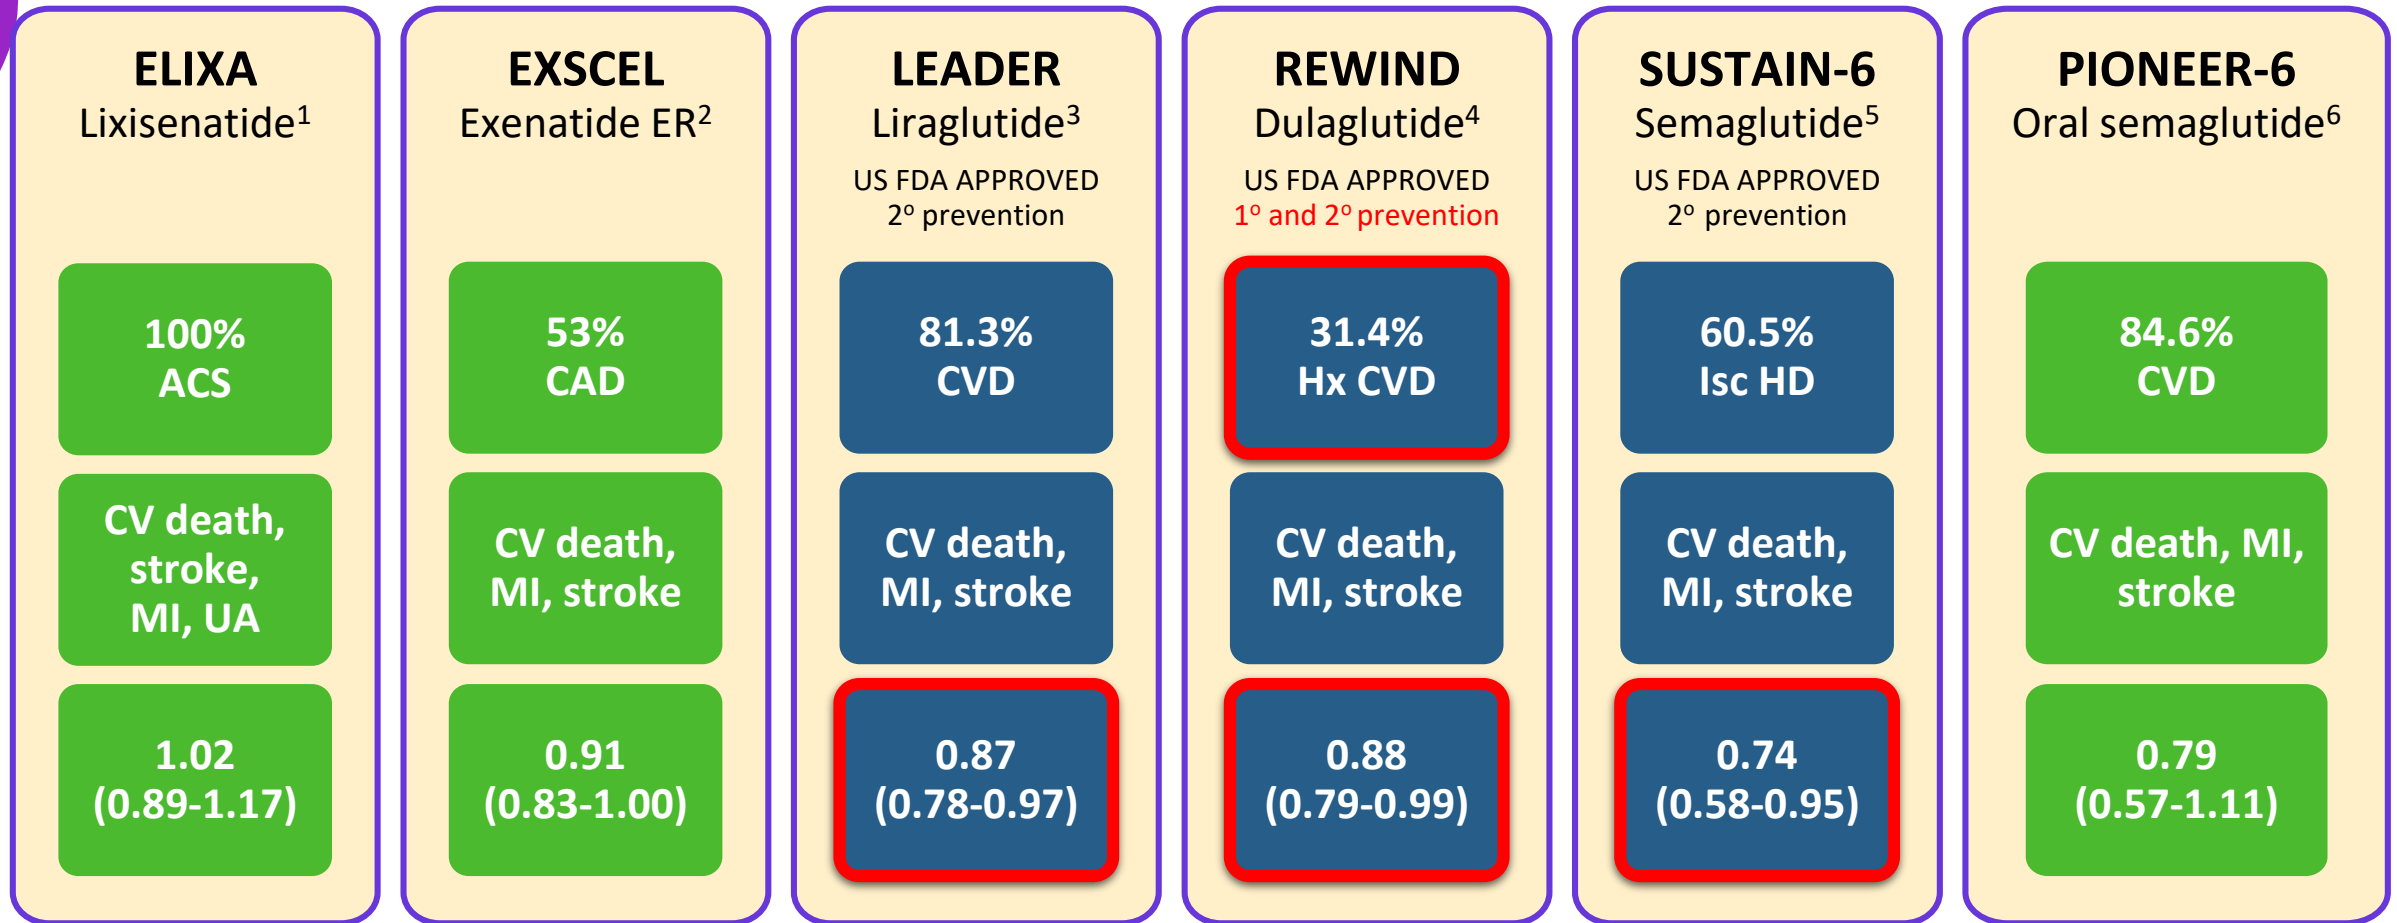 ELIXA
Lixisenatide¹
100%
ACS
CV death,
stroke,
MI, UA
1.02
(0.89-1.17)
EXSCEL
Exenatide ER²
53%
CAD
CV death,
MI, stroke
0.91
(0.83-1.00)
LEADER
Liraglutide³
US FDA APPROVED
2º prevention
81.3%
CVD
CV death,
MI, stroke
0.87
(0.78-0.97)
REWIND
Dulaglutide⁴
US FDA APPROVED
1º and 2º prevention
31.4%
Hx CVD
CV death,
MI, stroke
0.88
(0.79-0.99)
SUSTAIN-6
Semaglutide⁵
US FDA APPROVED
2º prevention
60.5%
Isc HD
CV death,
MI, stroke
0.74
(0.58-0.95)
PIONEER-6
Oral semaglutide⁶
84.6%
CVD
CV death, MI,
stroke
0.79
(0.57-1.11)